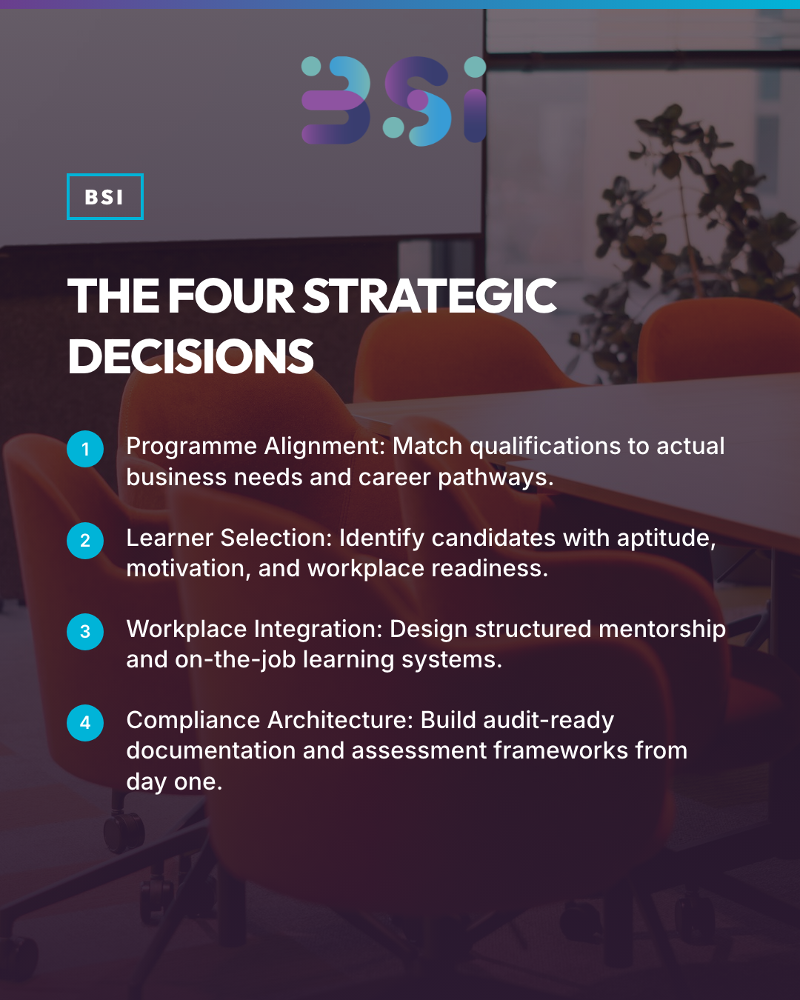 BSi
BSI
THE FOUR STRATEGIC
DECISIONS
1 Programme Alignment: Match qualifications to actual
business needs and career pathways.
2 Learner Selection: Identify candidates with aptitude,
motivation, and workplace readiness.
3 Workplace Integration: Design structured mentorship
and on-the-job learning systems.
4 Compliance Architecture: Build audit-ready
documentation and assessment frameworks from
day one.